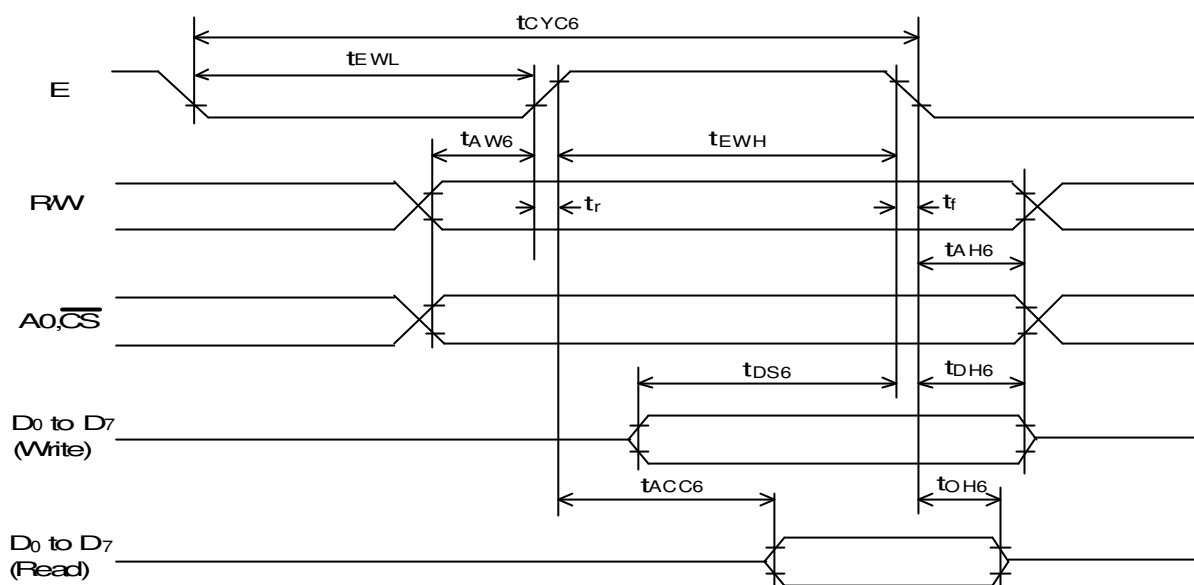 tCYC6
tEWL
E
tAW6
tEWH
R/W
tr
tf
tAH6
A0,CS
tDS6
tDH6
D0 to D7
(Write)
tACC6
tOH6
D0 to D7
(Read)